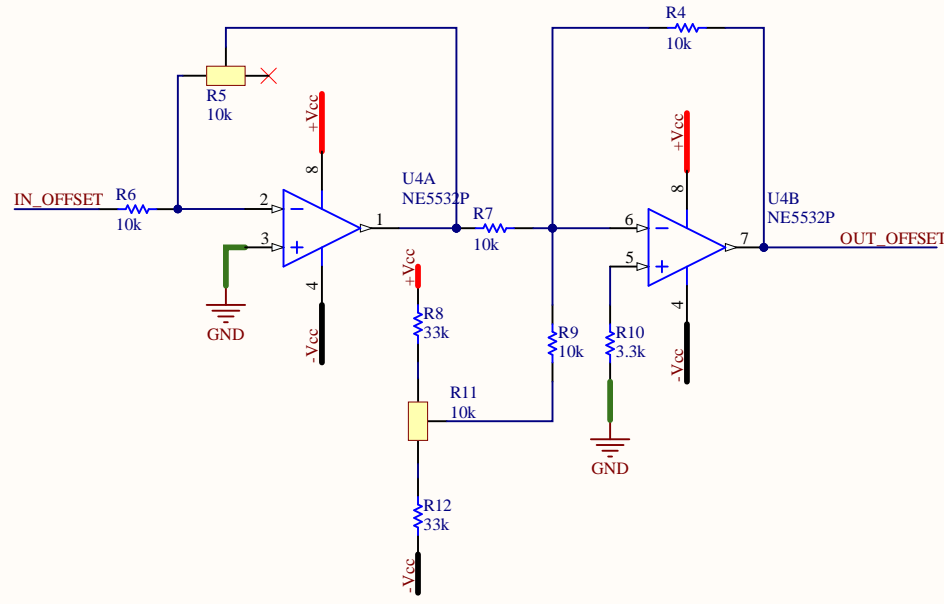 R4
10k
R5
10k
+Vcc
8
+Vcc
8
U4A
NE5532P
U4B
NE5532P
IN_OFFSET
R6
10k
2
3
1
R7
10k
6
5
7
OUT_OFFSET
4
-Vcc
GND
+Vcc
R8
33k
R9
10k
R10
3.3k
4
-Vcc
R11
10k
GND
R12
33k
-Vcc